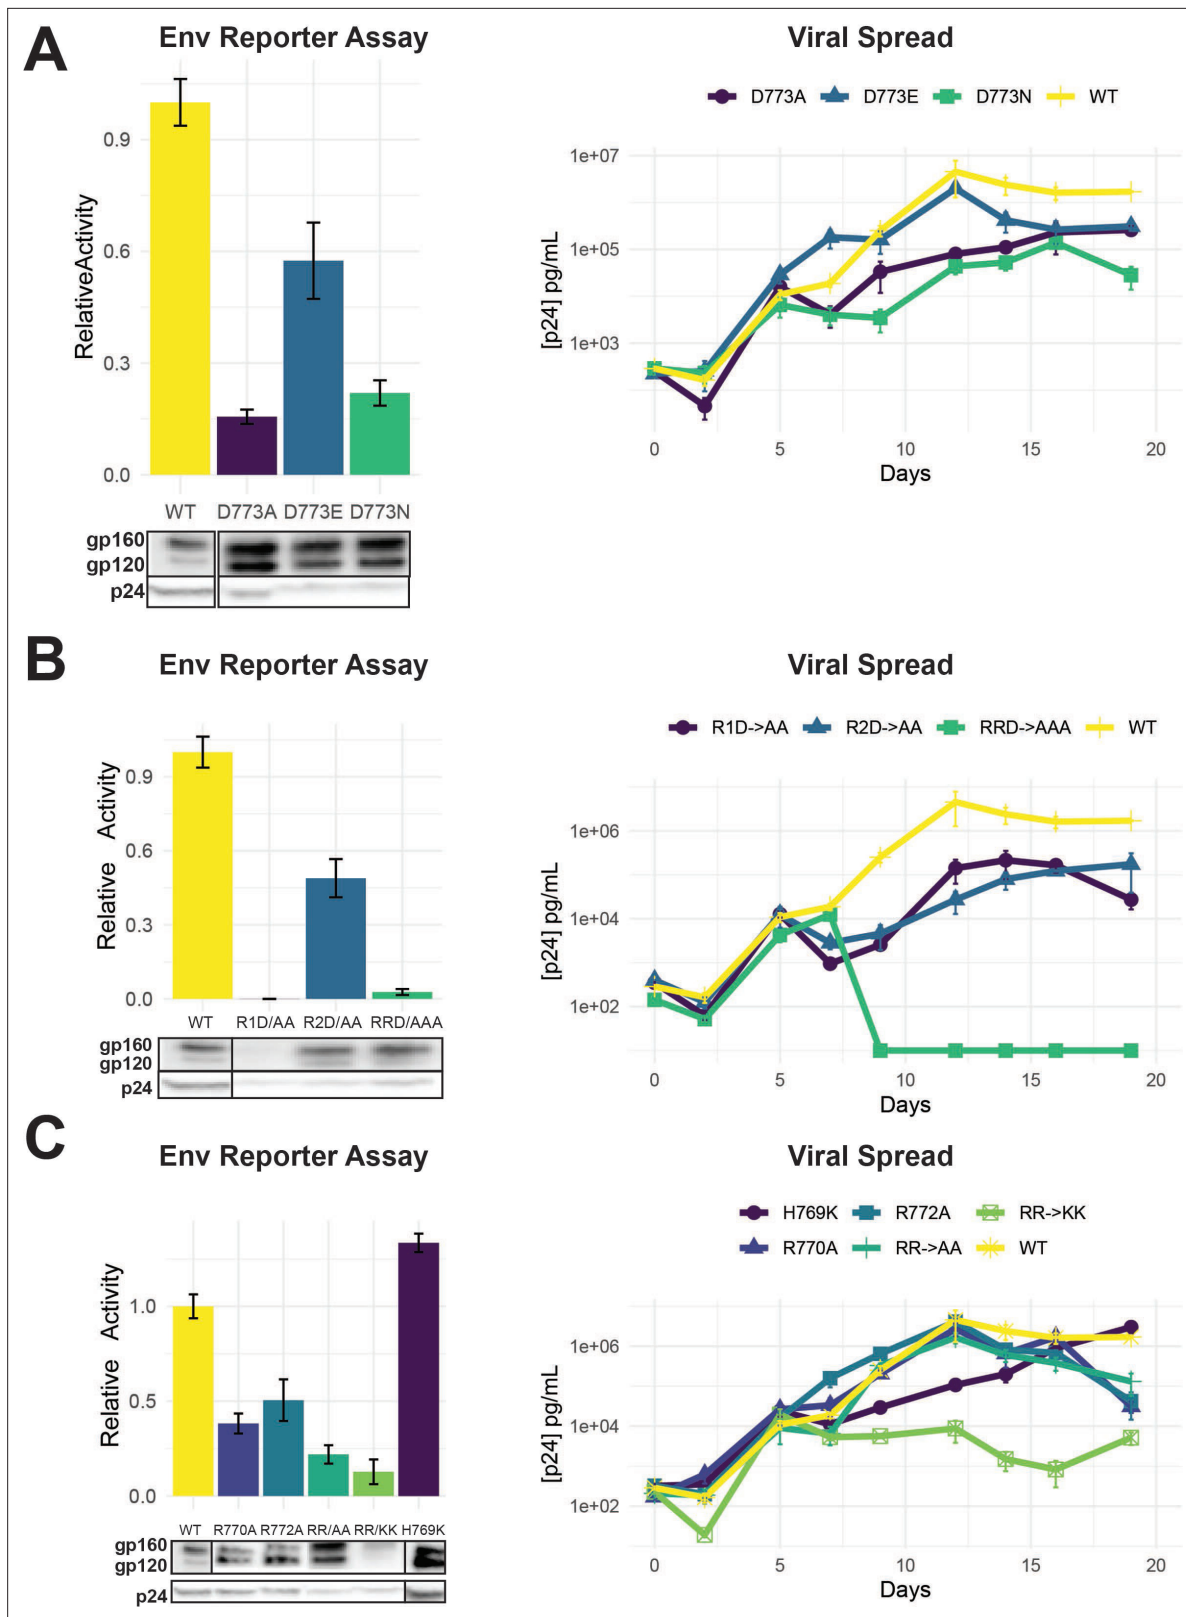 A
Env Reporter Assay
Viral Spread
D773A D773E D773N WT
RelativeActivity
0.9
0.6
0.3
0.0
WT D773A D773E D773N
gp160
gp120
p24
[p24] pg/mL
1e+07
1e+05
1e+03
0 5 10 15 20
Days
B
Env Reporter Assay
Viral Spread
R1D->AA R2D->AA RRD->AAA WT
Relative Activity
0.9
0.6
0.3
0.0
WT R1D/AA R2D/AA RRD/AAA
gp160
gp120
p24
[p24] pg/mL
1e+06
1e+04
1e+02
0 5 10 15 20
Days
C
Env Reporter Assay
Viral Spread
H769K R772A RR->KK
R770A RR->AA WT
Relative Activity
1.0
0.5
0.0
WT R770A R772A RR/AA RR/KK H769K
gp160
gp120
p24
[p24] pg/mL
1e+06
1e+04
1e+02
0 5 10 15 20
Days